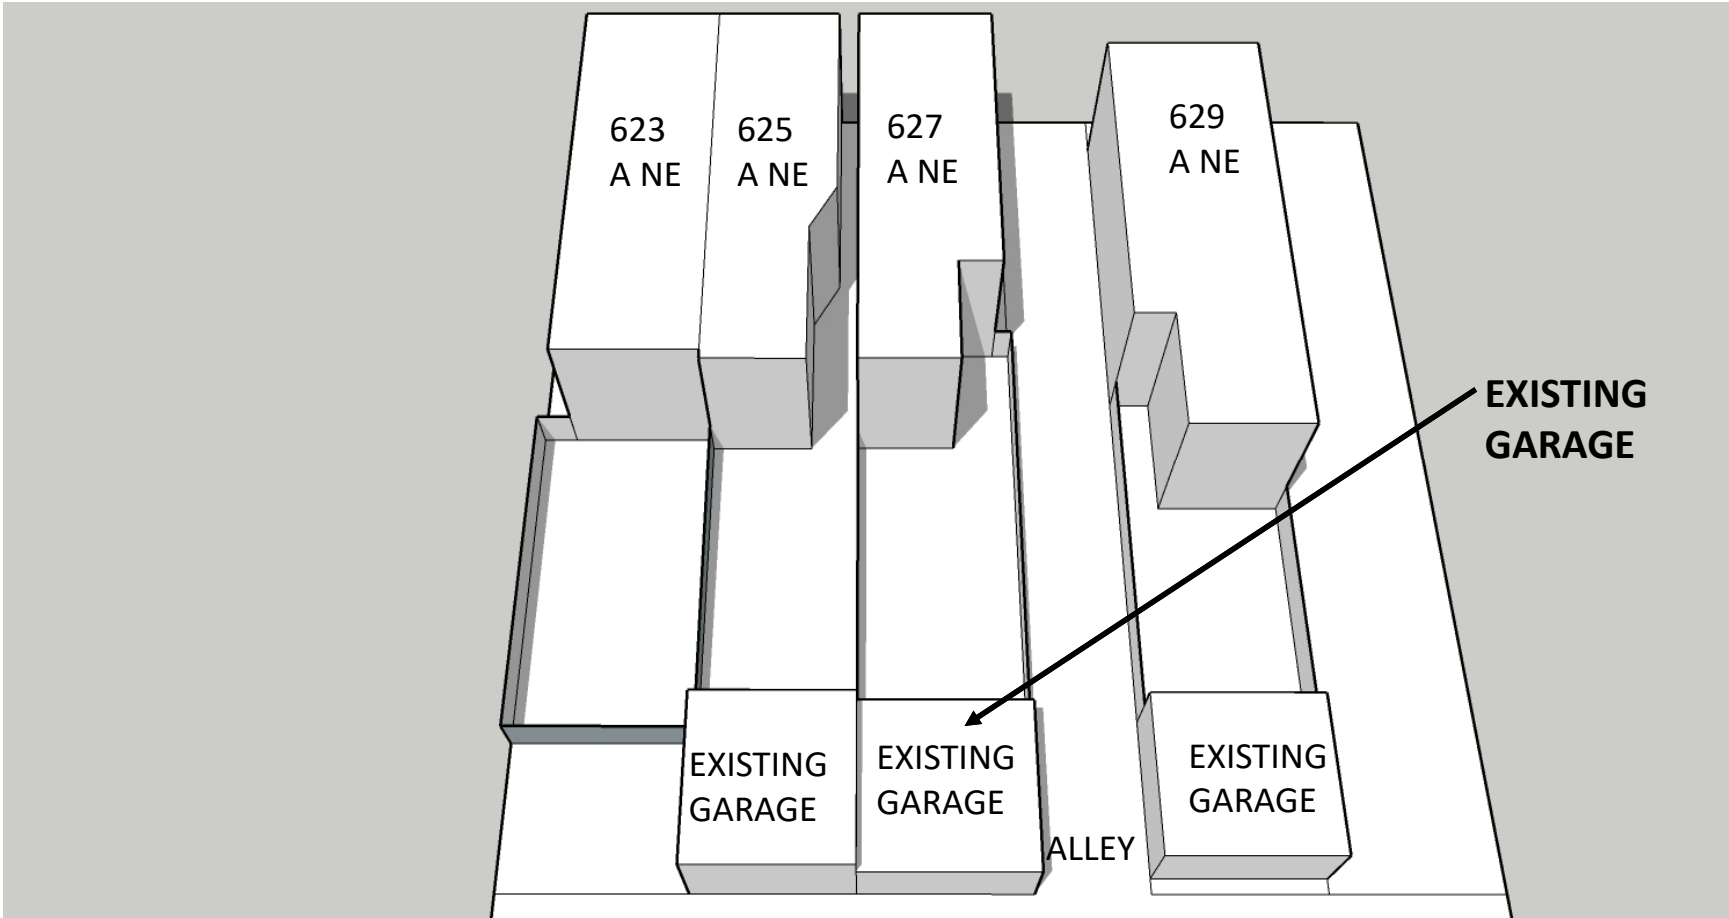 623
A NE
625
A NE
627
A NE
629
A NE
EXISTING
GARAGE
EXISTING
GARAGE
EXISTING
GARAGE
EXISTING
GARAGE
ALLEY